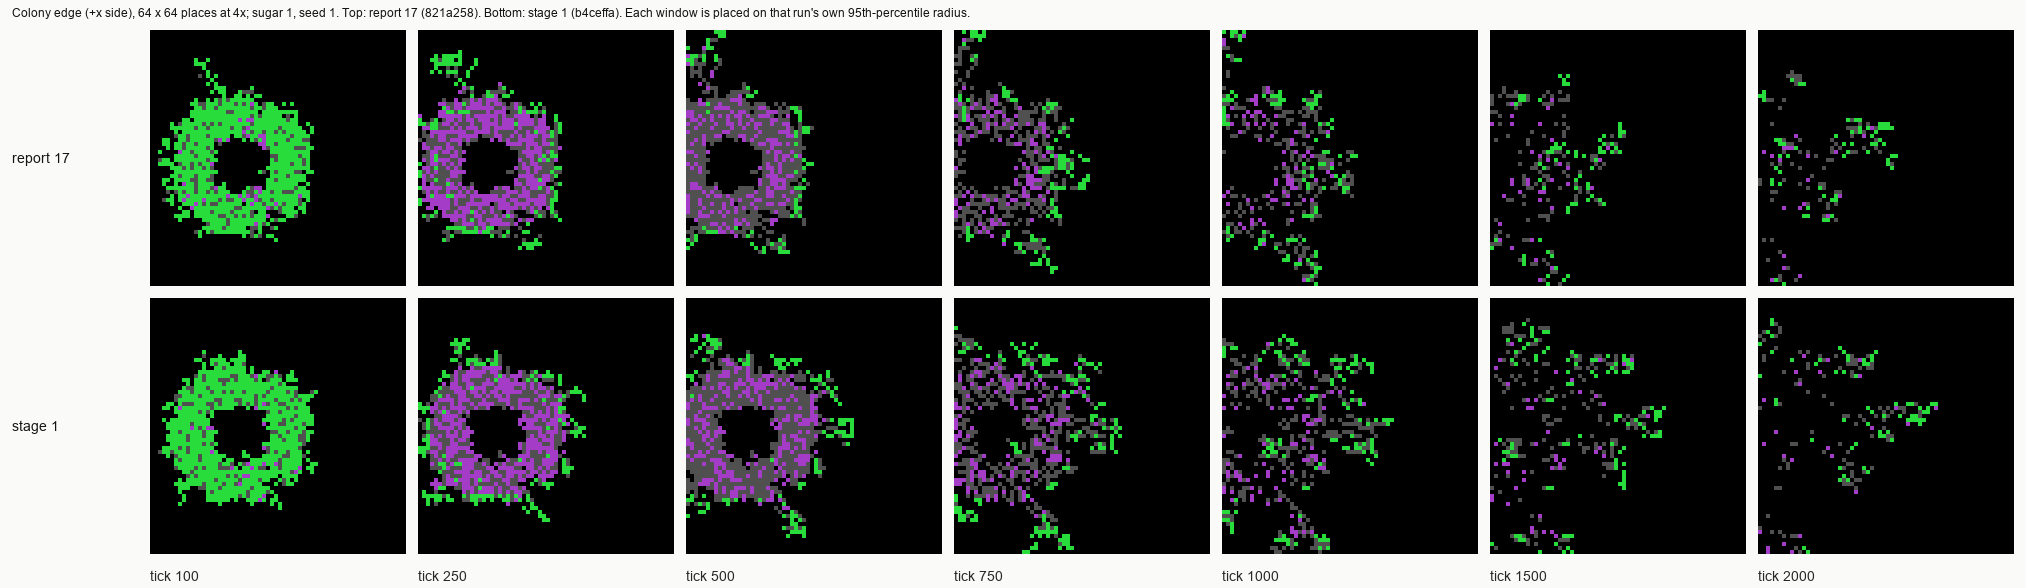 Colony edge (+x side), 64 x 64 places at 4x; sugar 1, seed 1. Top: report 17 (821a258). Bottom: stage 1 (b4ceffa). Each window is placed on that run's own 95th-percentile radius.
report 17
stage 1
tick 100
tick 250
tick 500
tick 750
tick 1000
tick 1500
tick 2000